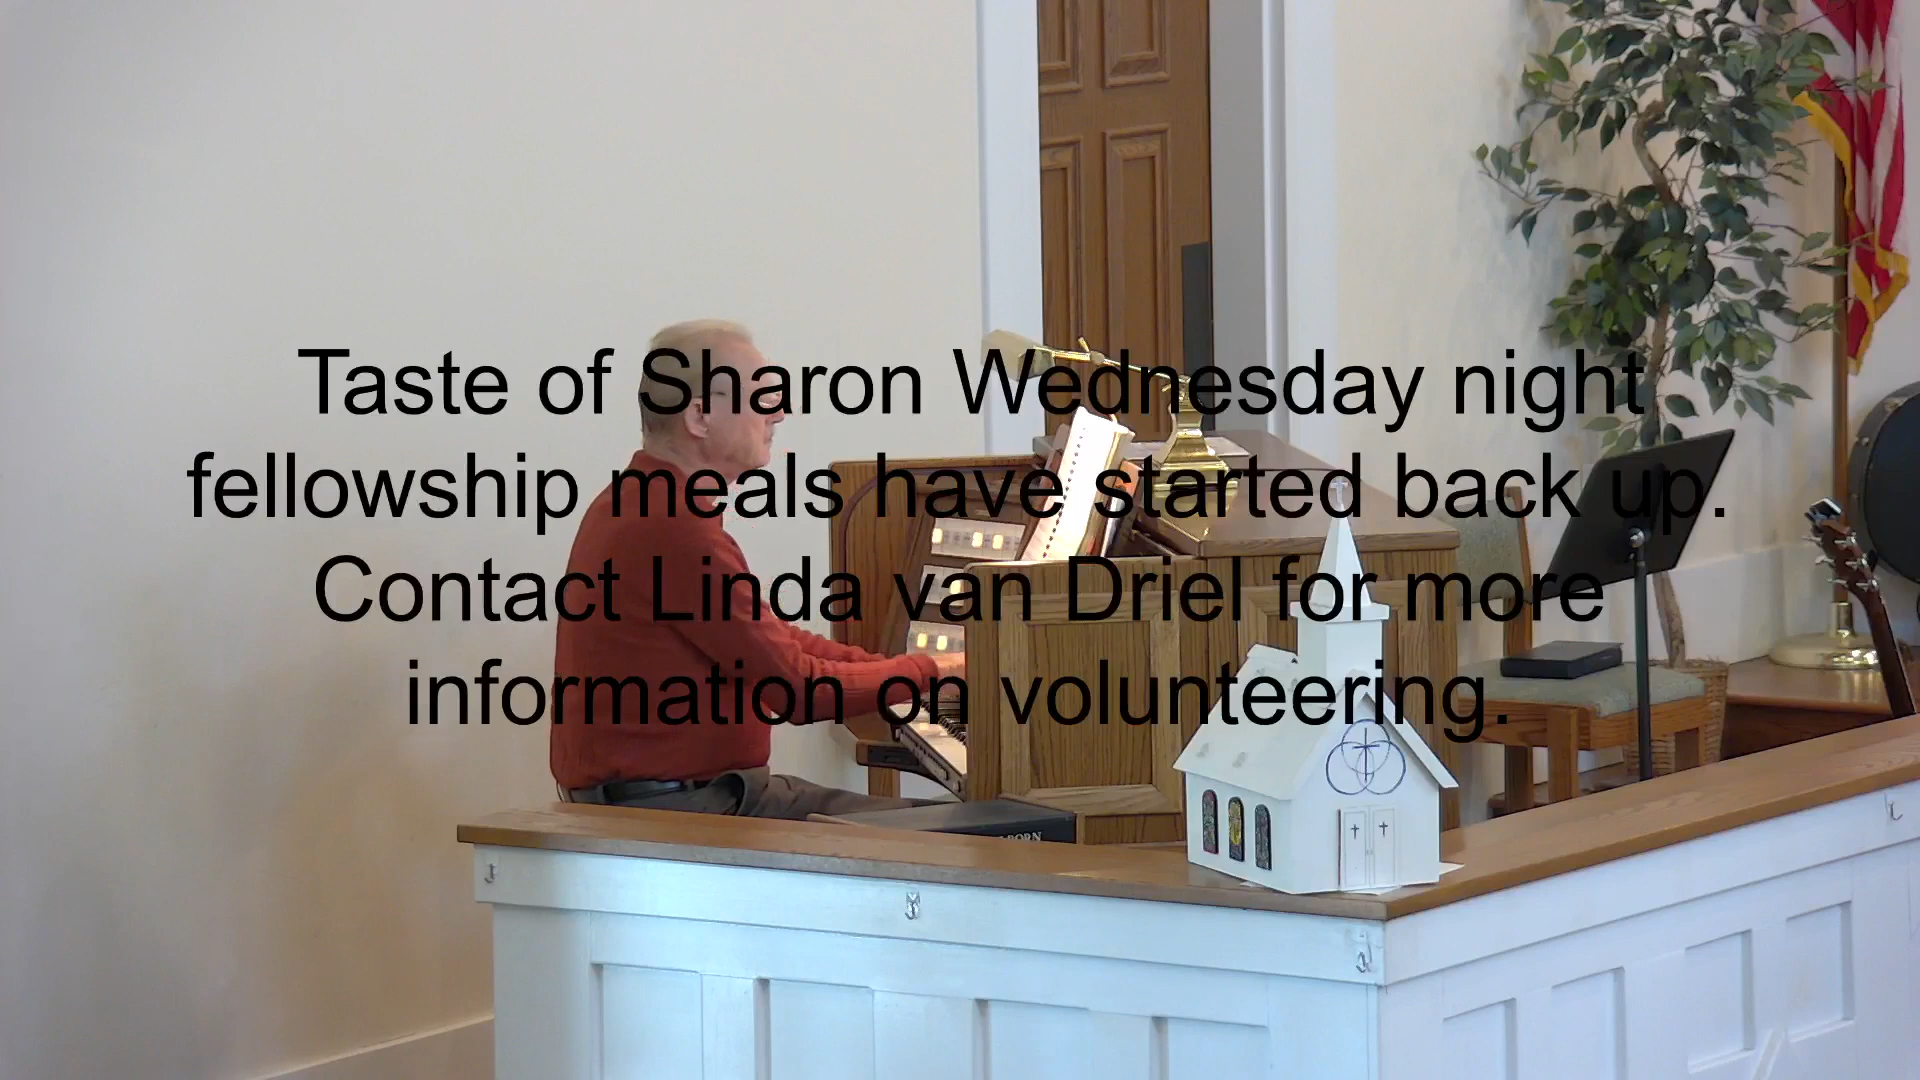 Taste of Sharon Wednesday night
fellowship meals have started back up.
Contact Linda van Driel for more
information on volunteering.